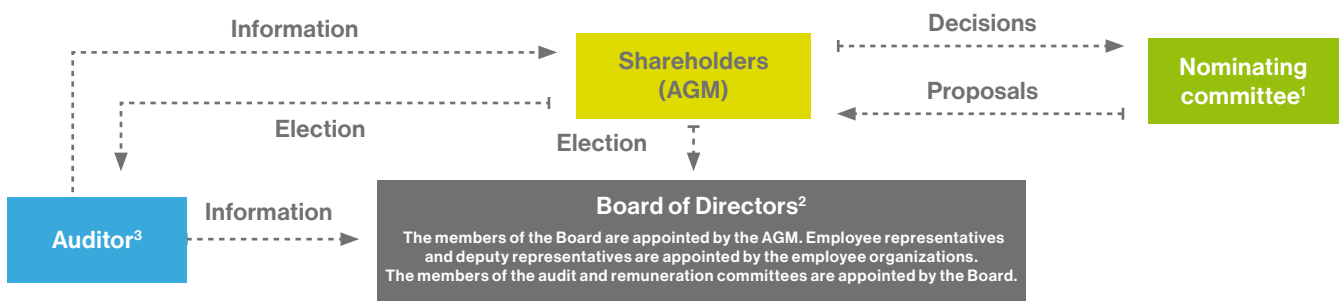 Information
Decisions
Shareholders
(AGM)
Nominating
committee¹
Proposals
Election
Election
Information
Auditor³
Board of Directors²
The members of the Board are appointed by the AGM. Employee representatives
and deputy representatives are appointed by the employee organizations.
The members of the audit and remuneration committees are appointed by the Board.